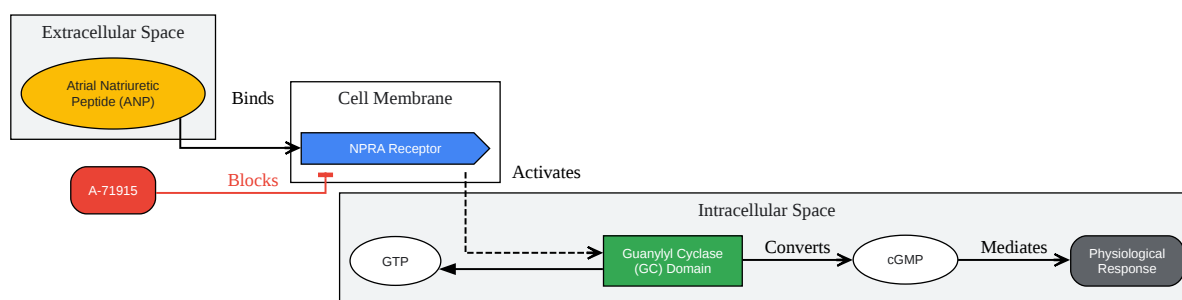 Extracellular Space
Atrial Natriuretic
Peptide (ANP)
Binds
Cell Membrane
NPRA Receptor
A-71915
Blocks
Activates
Intracellular Space
GTP
Guanylyl Cyclase
(GC) Domain
Converts
cGMP
Mediates
Physiological
Response